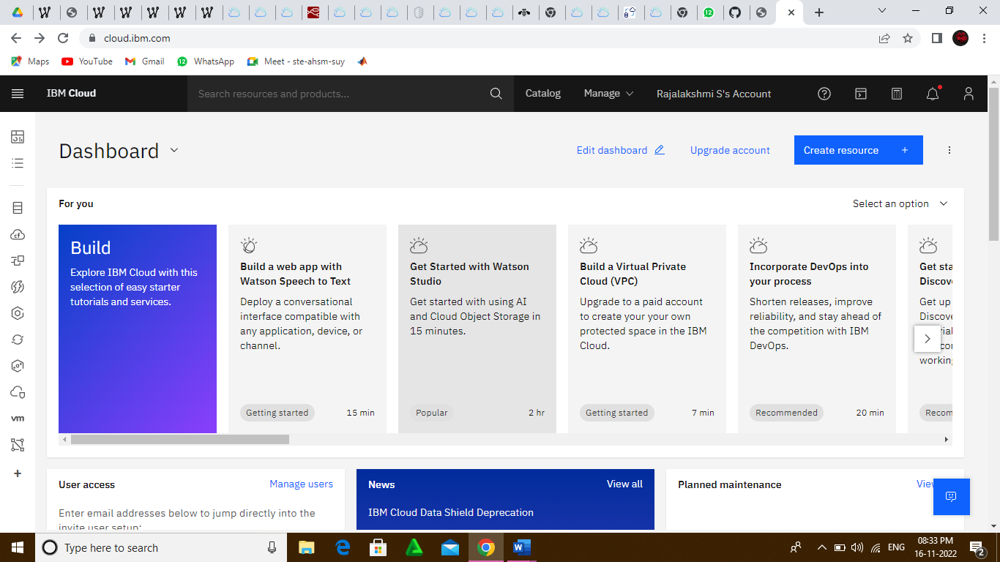 cloud.ibm.com
Maps
YouTube
Gmail
12
WhatsApp
Meet - ste-ahsm-suy
IBM Cloud
Search resources and products...
Catalog
Manage
Rajalakshmi S's Account
Dashboard
Edit dashboard
Upgrade account
Create resource +
For you
Select an option
Build
Explore IBM Cloud with this
selection of easy starter
tutorials and services.
Build a web app with
Watson Speech to Text
Deploy a conversational
interface compatible with
any application, device, or
channel.
Getting started
15 min
Get Started with Watson
Studio
Get started with using AI
and Cloud Object Storage in
15 minutes.
Popular
2 hr
Build a Virtual Private
Cloud (VPC)
Upgrade to a paid account
to create your your own
protected space in the IBM
Cloud.
Getting started
7 min
Incorporate DevOps into
your process
Shorten releases, improve
reliability, and stay ahead of
the competition with IBM
DevOps.
Recommended
20 min
Get sta
Discov
Get up
Discove
working
Recom
vm
User access
Manage users
Enter email addresses below to jump directly into the
invite user setup:
News
View all
IBM Cloud Data Shield Deprecation
Planned maintenance
View
Type here to search
ENG
08:33 PM
16-11-2022
2